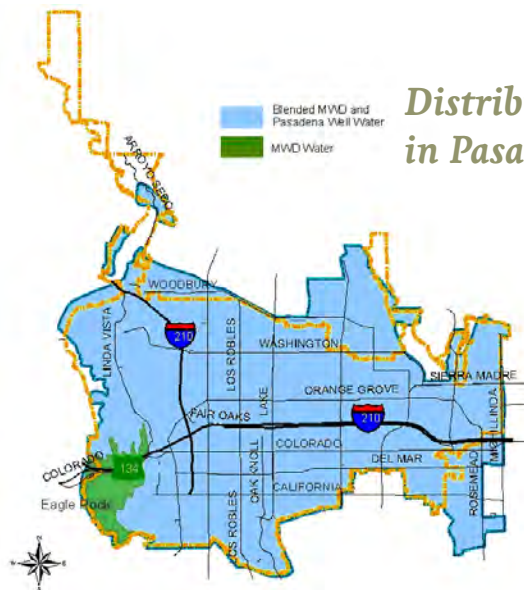 Distrib
in Pasa
Blended MWD and
Pasadena Well Water
MWD Water
ARROYO SECO
WOODBURY
LINDA VISTA
210
LOS ROBLES
WASHINGTON
LAKE
SIERRA MADRE
ORANGE GROVE
MICHILLINDA
FAIR OAKS
210
COLORADO
COLORADO
134
OAK KNOLL
DEL MAR
ROSEMEAD
CALIFORNIA
Eagle Rock
LOS ROBLES